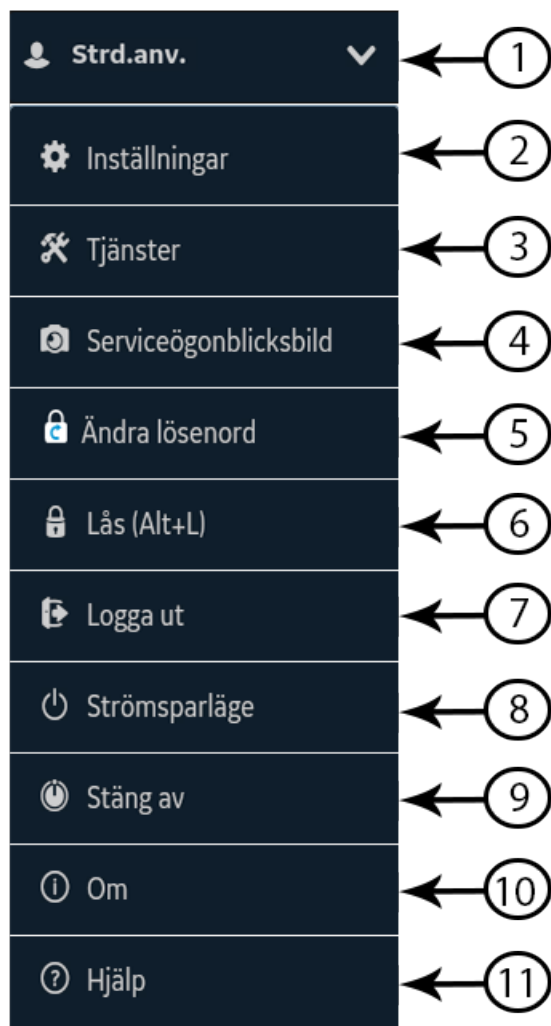 Strd.anv. 1
Inställningar 2
Tjänster 3
Serviceögonblicksbild 4
Ändra lösenord 5
Lås (Alt+L) 6
Logga ut 7
Strömsparläge 8
Stäng av 9
Om 10
Hjälp 11